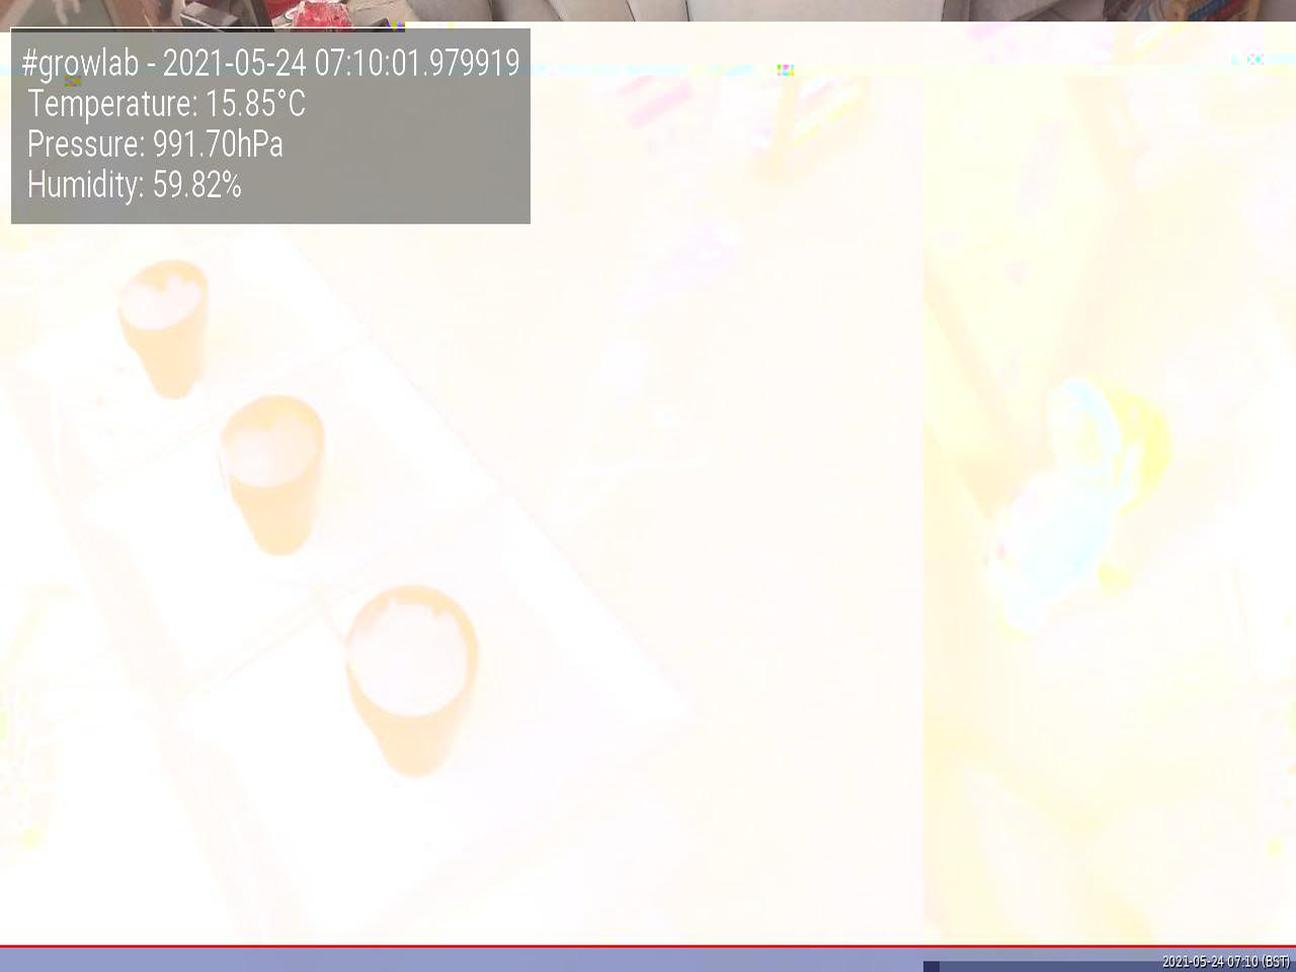 #growlab - 2021-05-24 07:10:01.979919
Temperature: 15.85°C
Pressure: 991.70hPa
Humidity: 59.82%
2021-05-24 07:10 (BST)